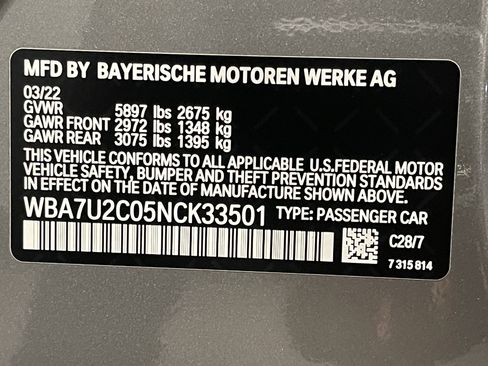 MFD BY BAYERISCHE MOTOREN WERKE AG
03/22
GVWR 5897 lbs 2675 kg
GAWR FRONT 2972 lbs 1348 kg
GAWR REAR 3075 lbs 1395 kg
THIS VEHICLE CONFORMS TO ALL APPLICABLE U.S.FEDERAL MOTOR
VEHICLE SAFETY, BUMPER AND THEFT PREVENTION STANDARDS
IN EFFECT ON THE DATE OF MANUFACTURE SHOWN ABOVE.
WBA7U2C05NCK33501 TYPE: PASSENGER CAR
C28/7
7 315 814